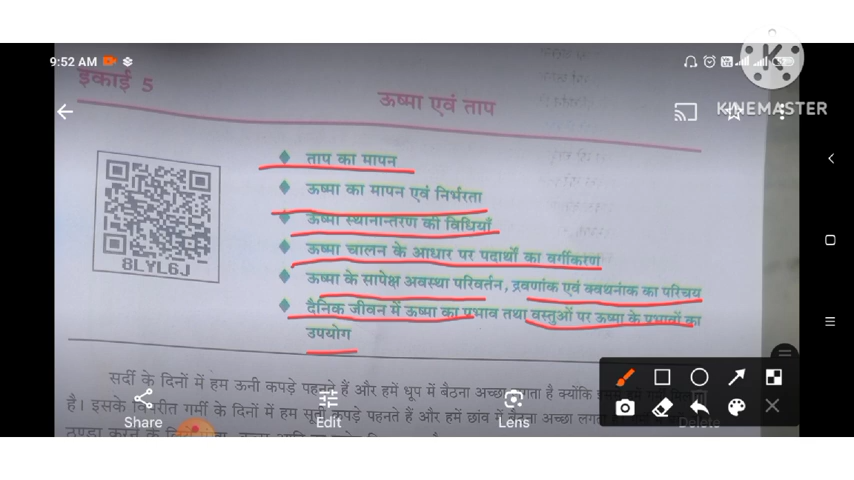 9:52 AM
KINEMASTER
इकाई 5
ऊष्मा एवं ताप
ताप का मापन
ऊष्मा का मापन एवं निर्भरता
ऊष्मा स्थानान्तरण की विधियाँ
ऊष्मा चालन के आधार पर पदार्थों का वर्गीकरण
ऊष्मा के सापेक्ष अवस्था परिवर्तन, द्रवणांक एवं क्वथनांक का परिचय
दैनिक जीवन में ऊष्मा का प्रभाव तथा वस्तुओं पर ऊष्मा के प्रभावों का
उपयोग
8LYL6J
सर्दी के दिनों में हम ऊनी कपड़े पहनते हैं और हमें धूप में बैठना अच्छा लगता है क्योंकि
है। इसके विपरीत गर्मी के दिनों में हम सूती कपड़े पहनते हैं और हमें छांव में बैठना अच्छा लगता
ठण्डा करने के लिए
Share
Edit
Lens
Delete